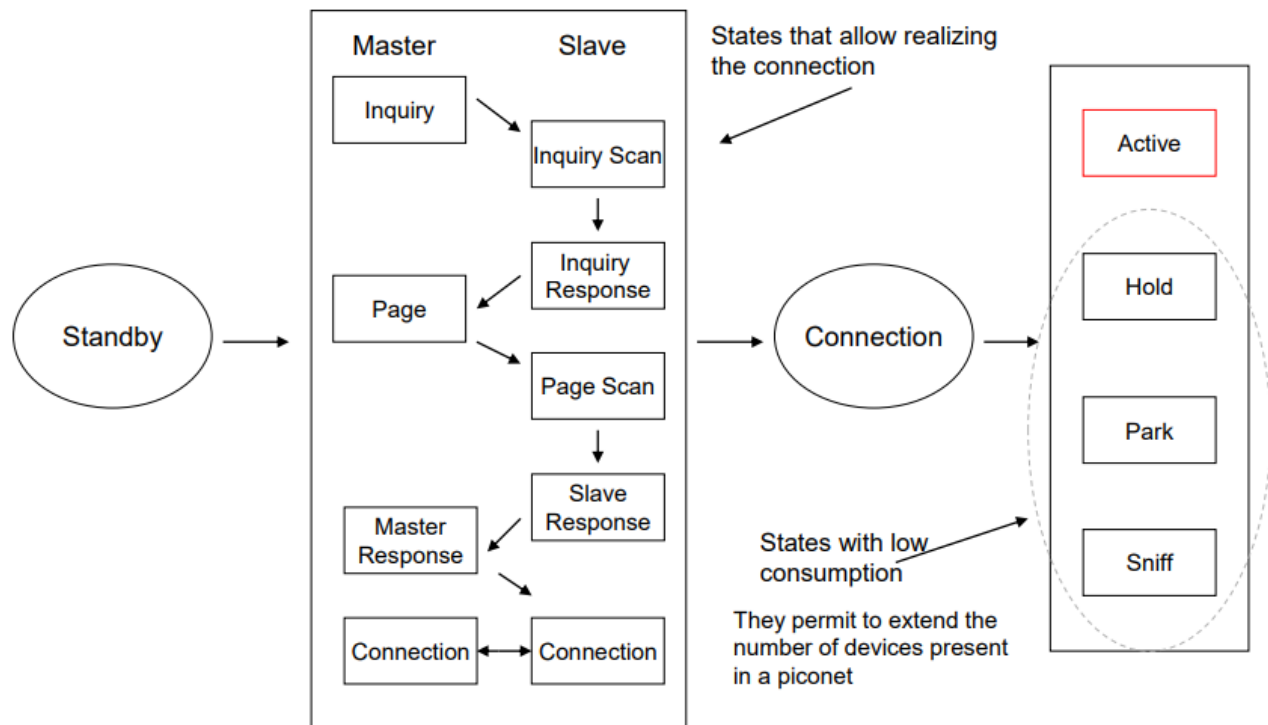 Master
Slave
Inquiry
Inquiry Scan
Inquiry
Response
Page
Page Scan
Slave
Response
Master
Response
Connection
Connection
Standby
States that allow realizing
the connection
Connection
Active
Hold
Park
Sniff
States with low
consumption
They permit to extend the
number of devices present
in a piconet